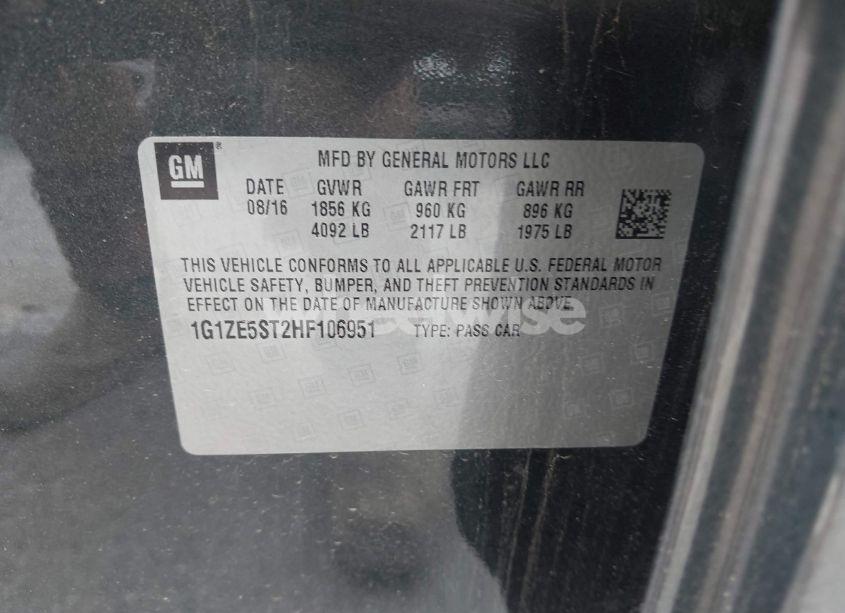 GM
MFD BY GENERAL MOTORS LLC
DATE GVWR GAWR FRT GAWR RR
08/16 1856 KG 960 KG 896 KG
4092 LB 2117 LB 1975 LB
THIS VEHICLE CONFORMS TO ALL APPLICABLE U.S. FEDERAL MOTOR
VEHICLE SAFETY, BUMPER, AND THEFT PREVENTION STANDARDS IN
EFFECT ON THE DATE OF MANUFACTURE SHOWN ABOVE.
1G1ZE5ST2HF106951 TYPE: PASS CAR